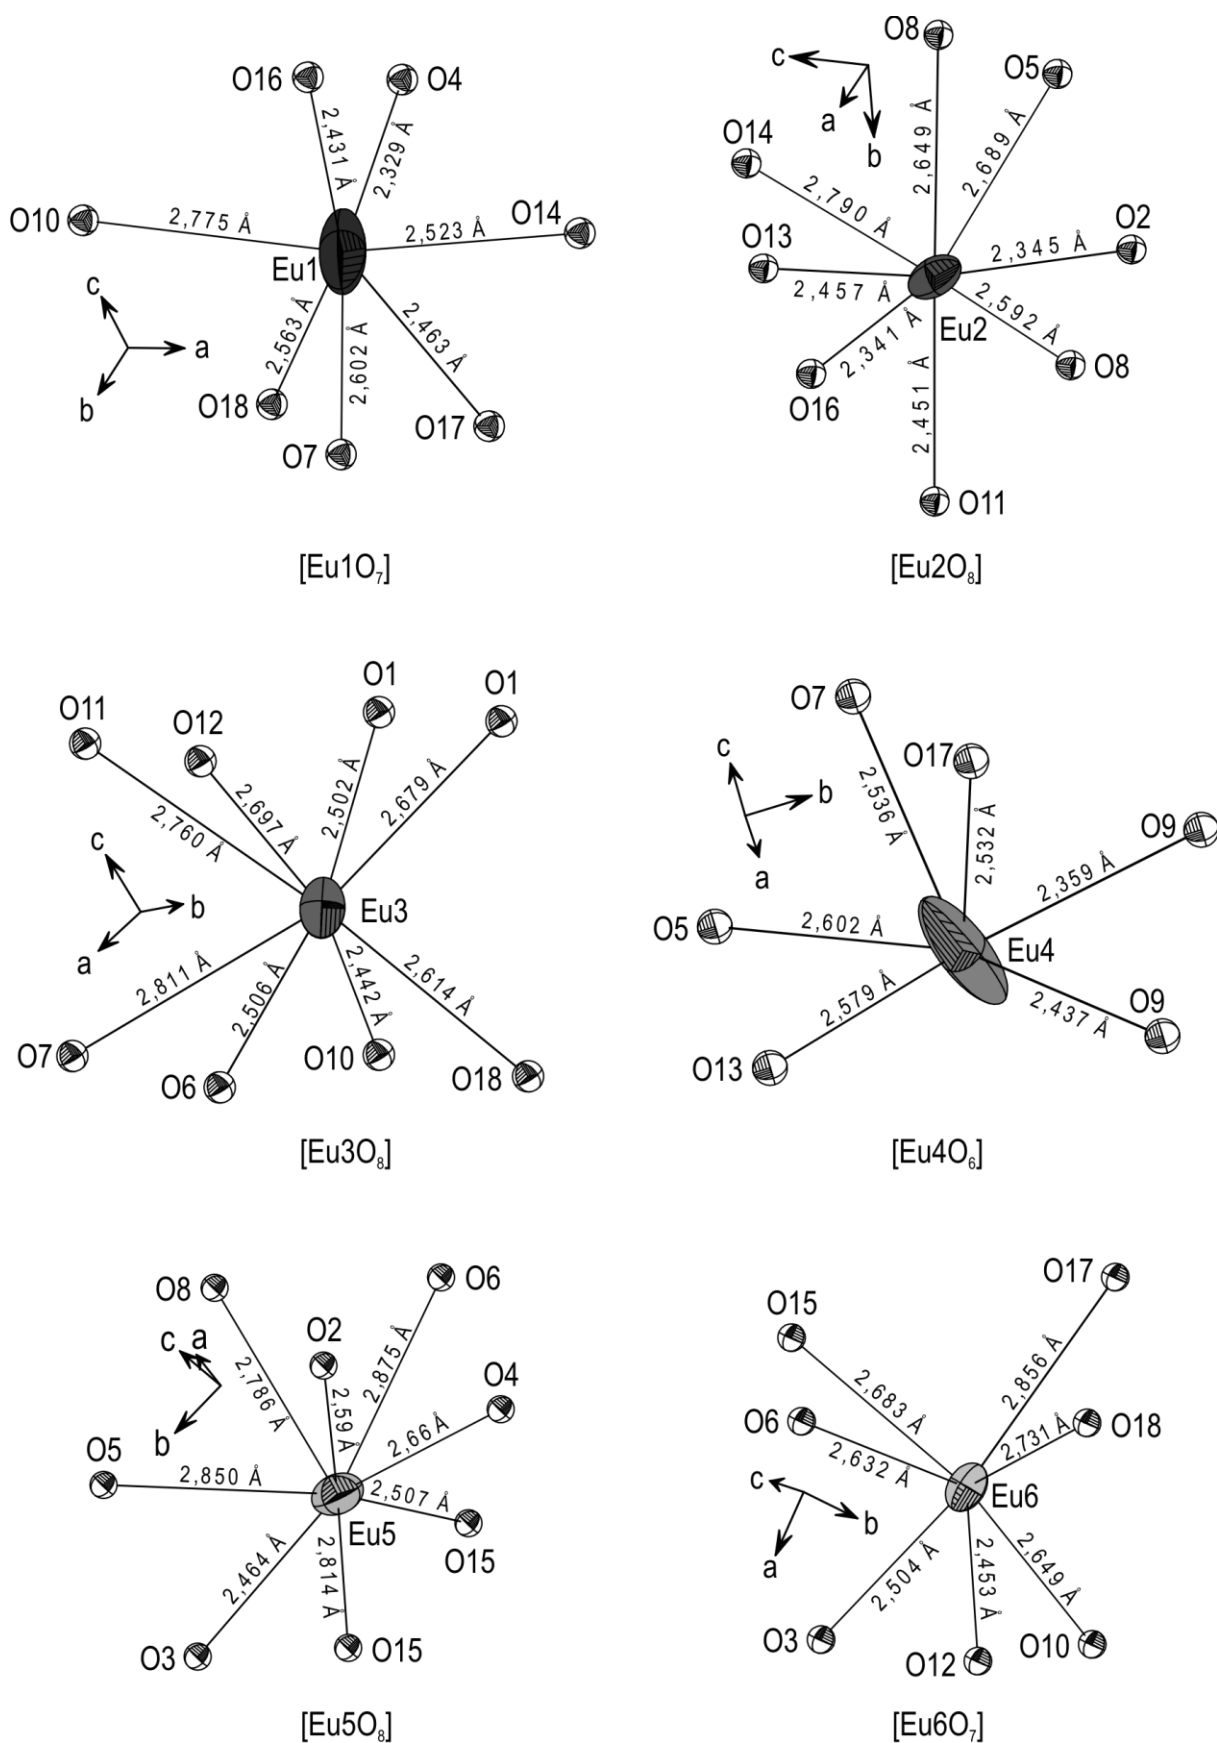 O16
O4
2,431 Å
2,329 Å
O10
2,775 Å
2,523 Å
O14
Eu1
c
a
b
2,563 Å
2,602 Å
2,463 Å
O18
O7
O17
[Eu1O₇]
O8
c
a
b
O5
O14
2,649 Å
2,689 Å
2,790 Å
O13
O2
2,345 Å
2,457 Å
2,592 Å
Eu2
2,341 Å
O16
O8
2,451 Å
O11
[Eu2O₈]
O1
O1
O11
O12
2,502 Å
2,679 Å
2,697 Å
2,760 Å
c
b
a
Eu3
2,811 Å
2,506 Å
2,442 Å
2,614 Å
O7
O6
O10
O18
[Eu3O₈]
O7
O17
c
b
a
2,536 Å
2,532 Å
O9
2,359 Å
O5
2,602 Å
Eu4
2,579 Å
2,437 Å
O9
O13
[Eu4O₆]
O8
O6
c
a
b
O2
2,786 Å
2,59 Å
2,875 Å
O4
2,66 Å
O5
2,850 Å
2,507 Å
Eu5
O15
2,464 Å
2,814 Å
O3
O15
[Eu5O₈]
O17
O15
2,856 Å
2,683 Å
O6
O18
2,731 Å
2,632 Å
c
b
a
Eu6
2,504 Å
2,453 Å
2,649 Å
O3
O12
O10
[Eu6O₇]